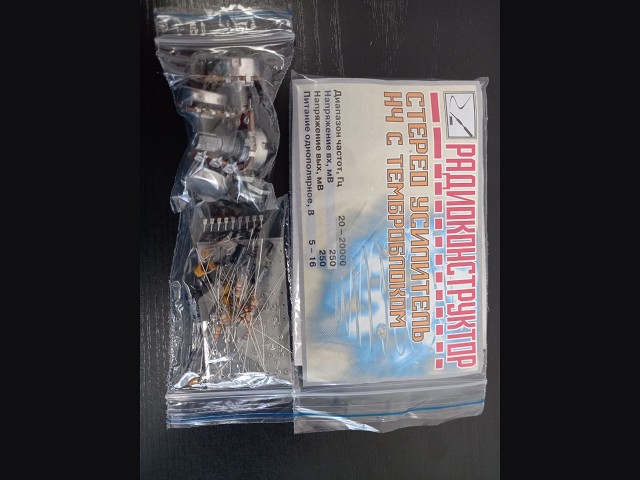 РАДИОКОНСТРУКТОР
СТЕРЕО УСИЛИТЕЛЬ
НЧ С ТЕМБРОБЛОКОМ
Диапазон частот, Гц 20 – 20000
Напряжение вх, мВ 250
Напряжение вых, мВ 250
Питание однополярное, В 5 – 16